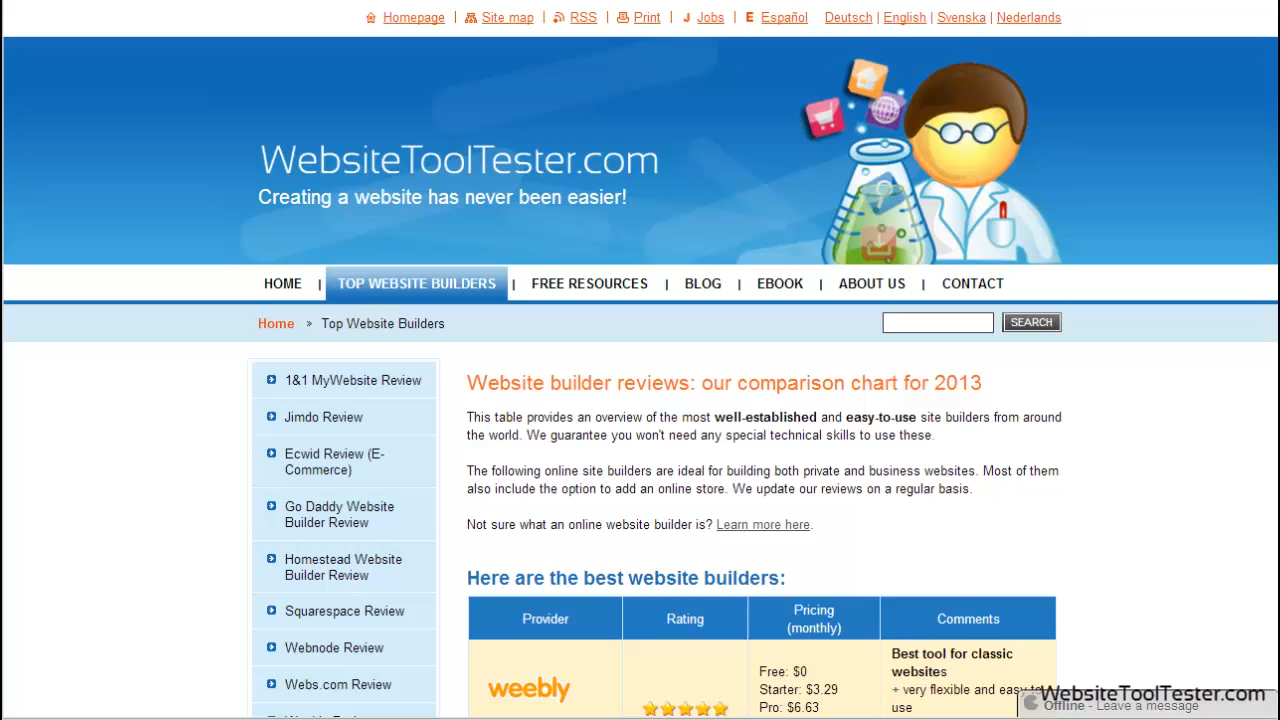 Homepage | Site map | RSS | Print | J Jobs | E Español Deutsch | English | Svenska | Nederlands
WebsiteToolTester.com
Creating a website has never been easier!
HOME | TOP WEBSITE BUILDERS | FREE RESOURCES | BLOG | EBOOK | ABOUT US | CONTACT
Home » Top Website Builders
SEARCH
1&1 MyWebsite Review
Jimdo Review
Ecwid Review (E-
Commerce)
Go Daddy Website
Builder Review
Homestead Website
Builder Review
Squarespace Review
Webnode Review
Webs.com Review
Website builder reviews: our comparison chart for 2013
This table provides an overview of the most well-established and easy-to-use site builders from around
the world. We guarantee you won't need any special technical skills to use these.
The following online site builders are ideal for building both private and business websites. Most of them
also include the option to add an online store. We update our reviews on a regular basis.
Not sure what an online website builder is? Learn more here.
Here are the best website builders:
Provider
Rating
Pricing
(monthly)
Comments
weebly
Free: $0
Starter: $3.29
Pro: $6.63
Best tool for classic
websites
+ very flexible and easy to
use
WebsiteToolTester.com
Offline - Leave a message